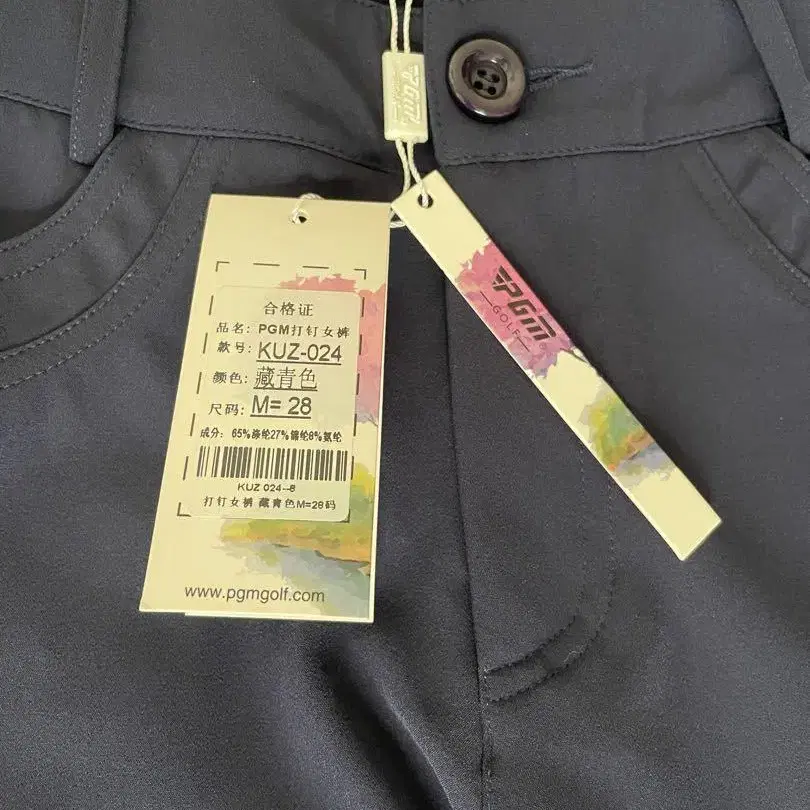 PGM
合格证
品名: PGM打钉女裤
款号: KUZ-024
颜色: 藏青色
尺码: M= 28
成分: 65%涤纶27%锦纶8%氨纶
KUZ 024--8
打钉女裤 藏青色M=28码
www.pgmgolf.com
PGM
GOLF